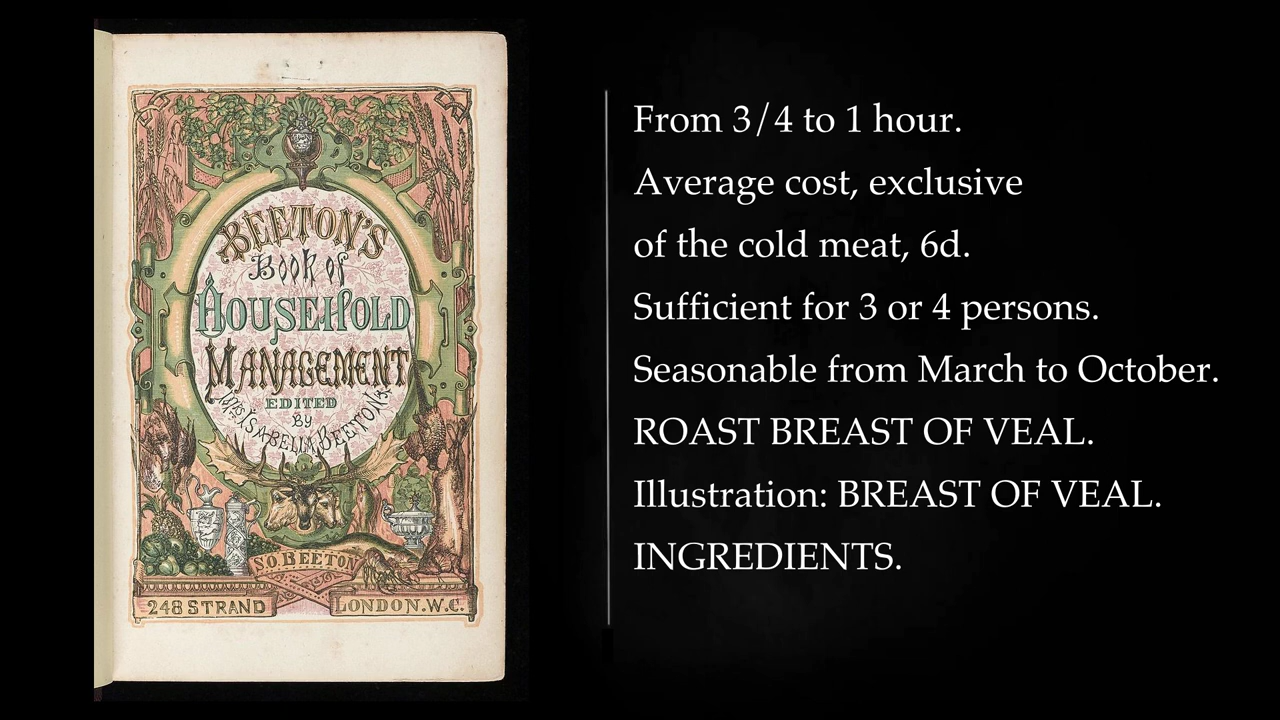 BEETON'S
Book of
HOUSEHOLD
MANAGEMENT
EDITED
BY
MRS ISABELLA BEETON
S.O. BEETON
248 STRAND
LONDON. W.C.
From 3/4 to 1 hour.
Average cost, exclusive
of the cold meat, 6d.
Sufficient for 3 or 4 persons.
Seasonable from March to October.
ROAST BREAST OF VEAL.
Illustration: BREAST OF VEAL.
INGREDIENTS.